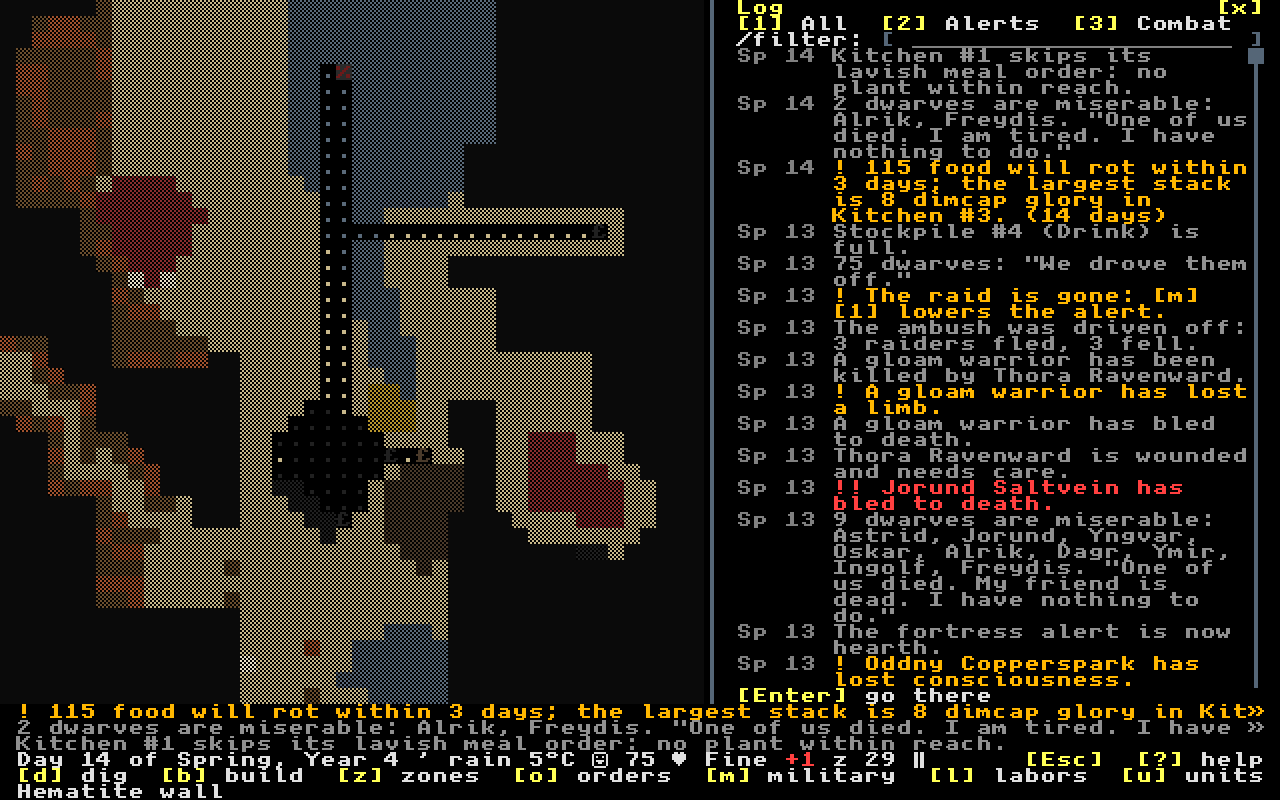 Log [x]
[1] All [2] Alerts [3] Combat
/filter: [ ]
Sp 14 Kitchen #1 skips its
lavish meal order: no
plant within reach.
Sp 14 2 dwarves are miserable:
Alrik, Freydis. "One of us
died. I am tired. I have
nothing to do."
Sp 14 ! 115 food will rot within
3 days; the largest stack
is 8 dimcap glory in
Kitchen #3. (14 days)
Sp 13 Stockpile #4 (Drink) is
full.
Sp 13 75 dwarves: "We drove them
off."
Sp 13 ! The raid is gone: [m]
[1] lowers the alert.
Sp 13 The ambush was driven off:
3 raiders fled, 3 fell.
Sp 13 A gloam warrior has been
killed by Thora Ravenward.
Sp 13 ! A gloam warrior has lost
a limb.
Sp 13 A gloam warrior has bled
to death.
Sp 13 Thora Ravenward is wounded
and needs care.
Sp 13 !! Jorund Saltvein has
bled to death.
Sp 13 9 dwarves are miserable:
Astrid, Jorund, Yngvar,
Oskar, Alrik, Dagr, Ymir,
Ingolf, Freydis. "One of
us died. My friend is
dead. I have nothing to
do."
Sp 13 The fortress alert is now
hearth.
Sp 13 ! Oddny Copperspark has
lost consciousness.
[Enter] go there
! 115 food will rot within 3 days; the largest stack is 8 dimcap glory in Kit»
2 dwarves are miserable: Alrik, Freydis. "One of us died. I am tired. I have »
Kitchen #1 skips its lavish meal order: no plant within reach.
Day 14 of Spring, Year 4 ' rain 5°C ☺ 75 ♥ Fine +1 z 29 ‖ [Esc] [?] help
[d] dig [b] build [z] zones [o] orders [m] military [l] labors [u] units
Hematite wall